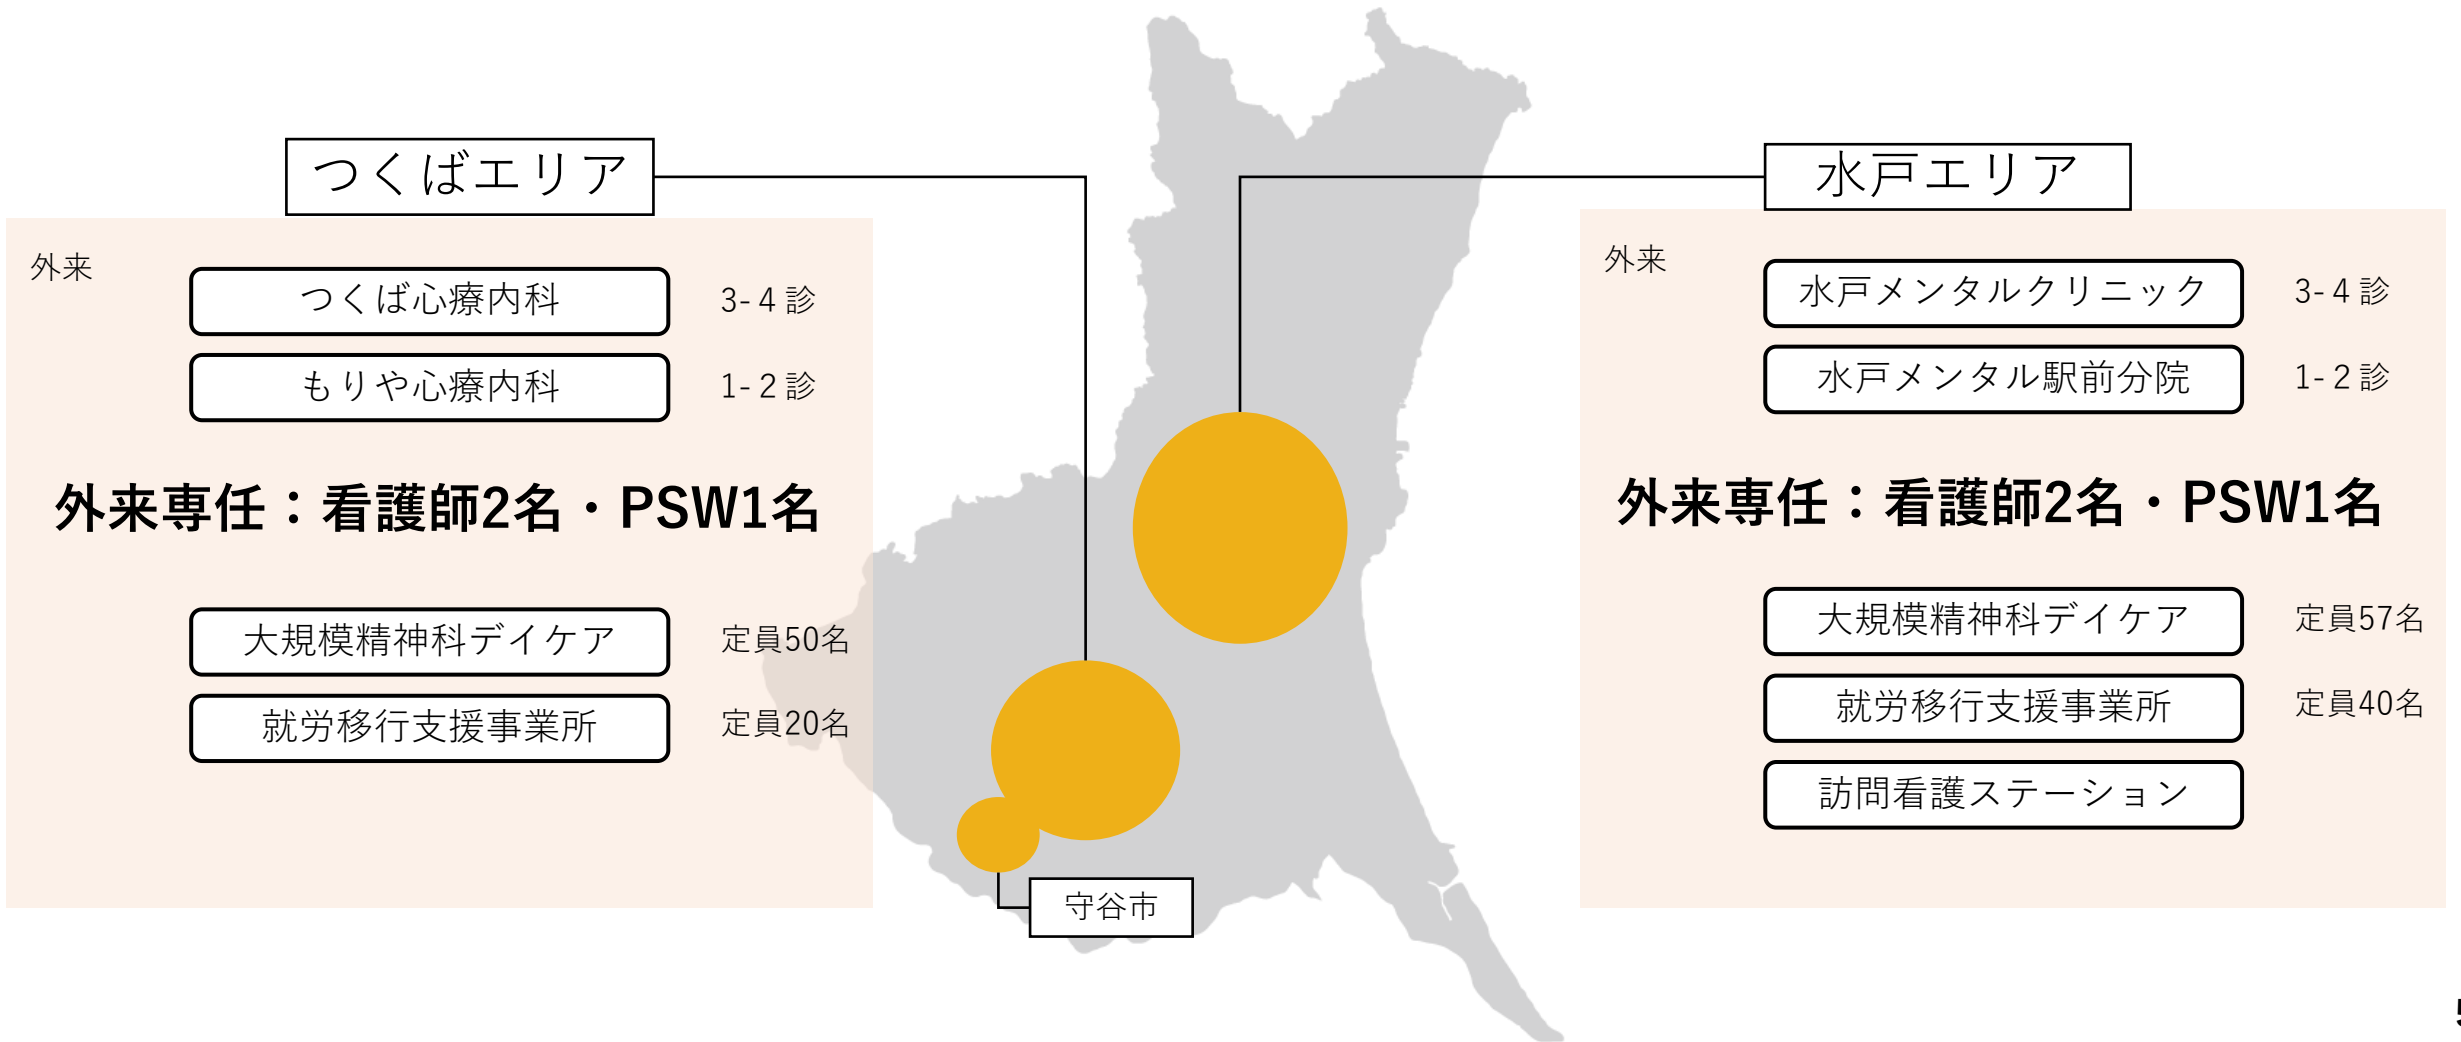 つくばエリア
外来
つくば心療内科 3-４診
もりや心療内科 1-２診
外来専任：看護師2名・PSW1名
大規模精神科デイケア 定員50名
就労移行支援事業所 定員20名
守谷市
水戸エリア
外来
水戸メンタルクリニック 3-４診
水戸メンタル駅前分院 1-２診
外来専任：看護師2名・PSW1名
大規模精神科デイケア 定員57名
就労移行支援事業所 定員40名
訪問看護ステーション